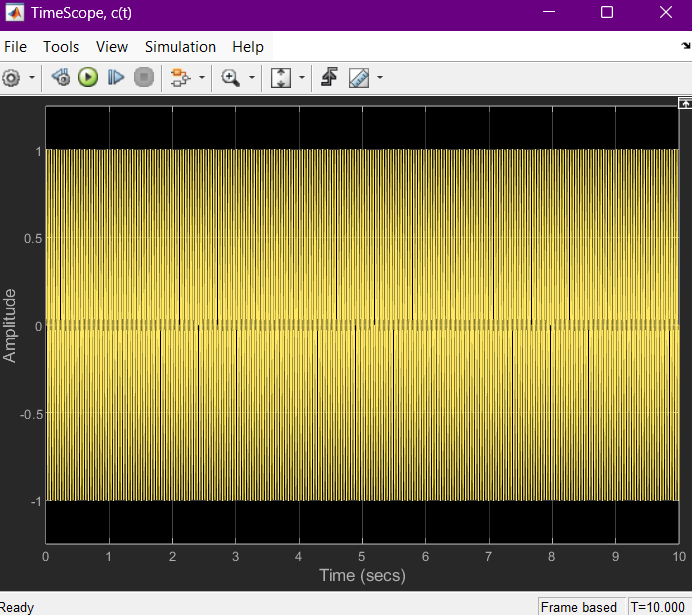 TimeScope, c(t)
File Tools View Simulation Help
1
0.5
0
-0.5
-1
Amplitude
0 1 2 3 4 5 6 7 8 9 10
Time (secs)
Ready
Frame based T=10.000